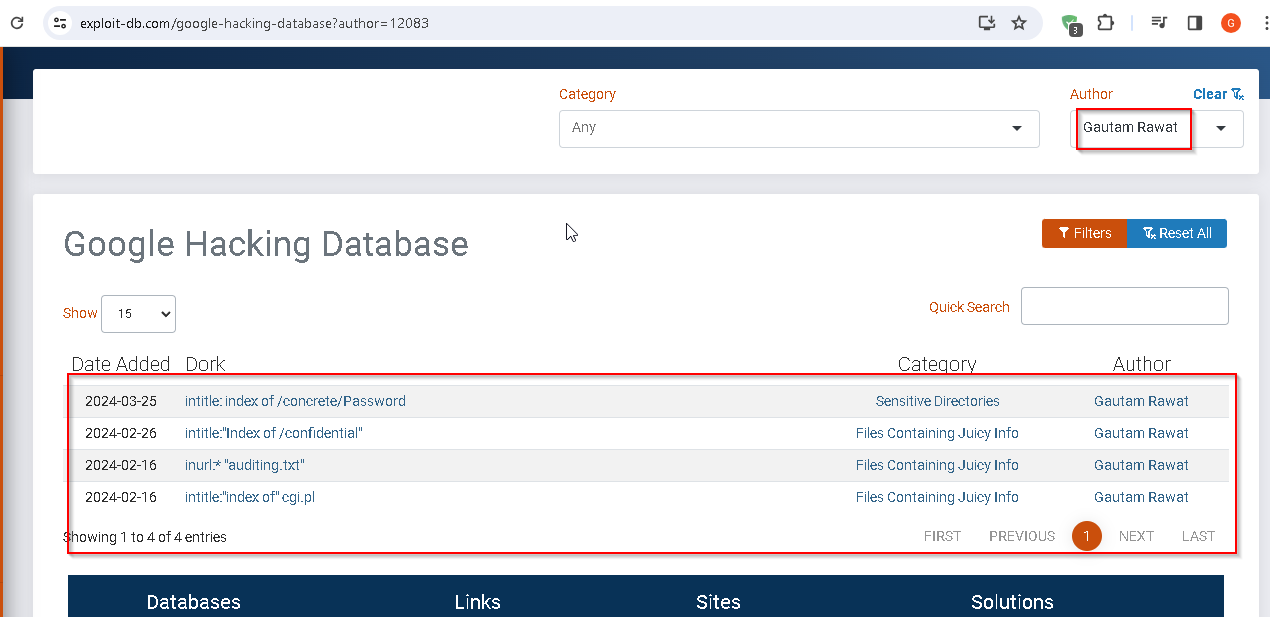 exploit-db.com/google-hacking-database?author=12083
3
G
Category
Author
Clear
Any
Gautam Rawat
Google Hacking Database
Filters
Reset All
Show
15
Quick Search
Date Added Dork Category Author
2024-03-25 intitle: index of /concrete/Password Sensitive Directories Gautam Rawat
2024-02-26 intitle:"Index of /confidential" Files Containing Juicy Info Gautam Rawat
2024-02-16 inurl:* "auditing.txt" Files Containing Juicy Info Gautam Rawat
2024-02-16 intitle:"index of" cgi.pl Files Containing Juicy Info Gautam Rawat
Showing 1 to 4 of 4 entries FIRST PREVIOUS 1 NEXT LAST
Databases Links Sites Solutions